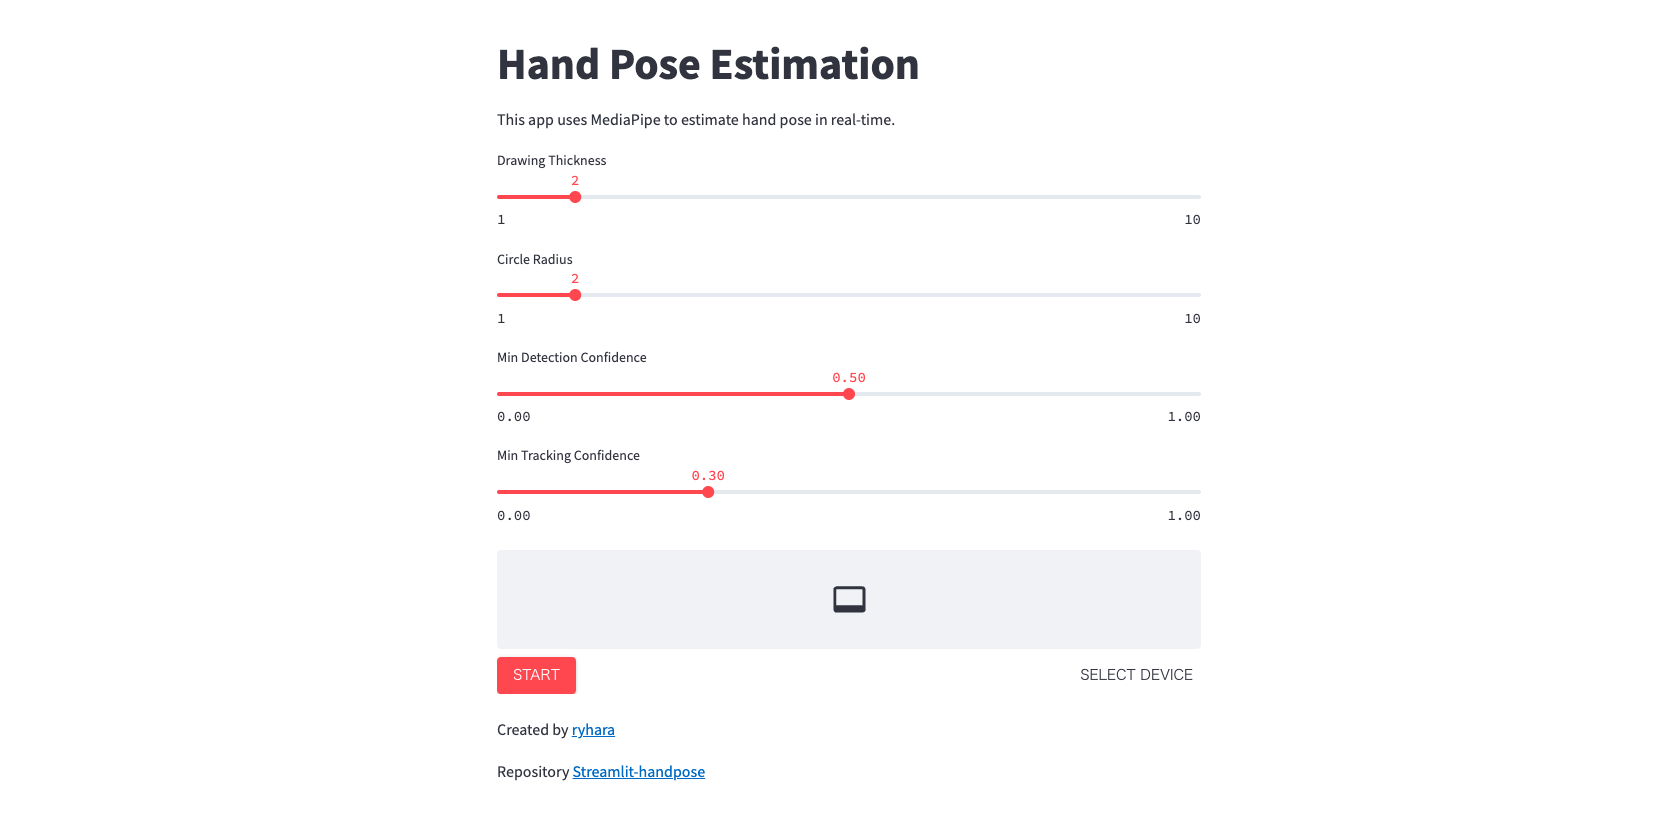 Hand Pose Estimation
This app uses MediaPipe to estimate hand pose in real-time.
Drawing Thickness
2
1 10
Circle Radius
2
1 10
Min Detection Confidence
0.50
0.00 1.00
Min Tracking Confidence
0.30
0.00 1.00
START SELECT DEVICE
Created by ryhara
Repository Streamlit-handpose